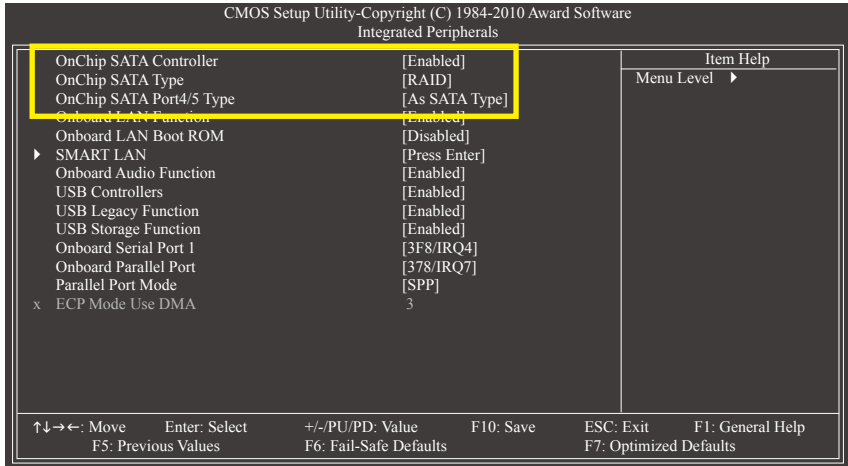 CMOS Setup Utility-Copyright (C) 1984-2010 Award Software
Integrated Peripherals
OnChip SATA Controller [Enabled]
OnChip SATA Type [RAID]
OnChip SATA Port4/5 Type [As SATA Type]
Onboard LAN Function [Enabled]
Onboard LAN Boot ROM [Disabled]
SMART LAN [Press Enter]
Onboard Audio Function [Enabled]
USB Controllers [Enabled]
USB Legacy Function [Enabled]
USB Storage Function [Enabled]
Onboard Serial Port 1 [3F8/IRQ4]
Onboard Parallel Port [378/IRQ7]
Parallel Port Mode [SPP]
x ECP Mode Use DMA 3
Item Help
Menu Level
↑↓→←: Move Enter: Select +/-/PU/PD: Value F10: Save ESC: Exit F1: General Help
F5: Previous Values F6: Fail-Safe Defaults F7: Optimized Defaults